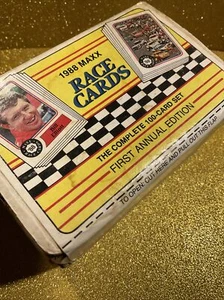 1988 MAXX
RACE
CARDS
THE COMPLETE 100-CARD SET
FIRST ANNUAL EDITION
TO OPEN, CUT HERE AND PULL OUT THIS FLAP